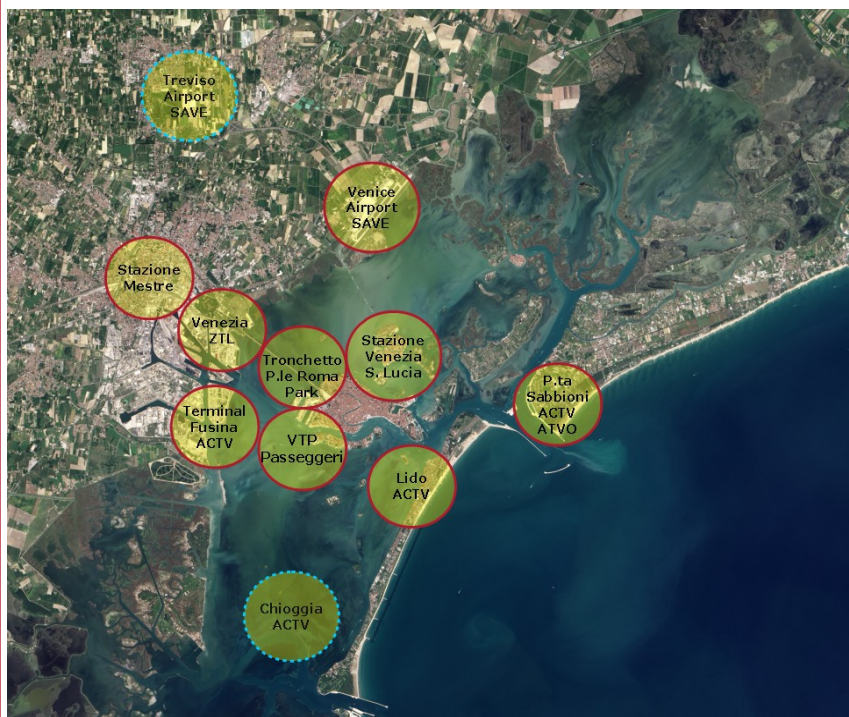 Treviso
Airport
SAVE
Venice
Airport
SAVE
Stazione
Mestre
Venezia
ZTL
Tronchetto
P.le Roma
Park
Stazione
Venezia
S. Lucia
P.ta
Sabbioni
ACTV
ATVO
Terminal
Fusina
ACTV
VTP
Passeggeri
Lido
ACTV
Chioggia
ACTV